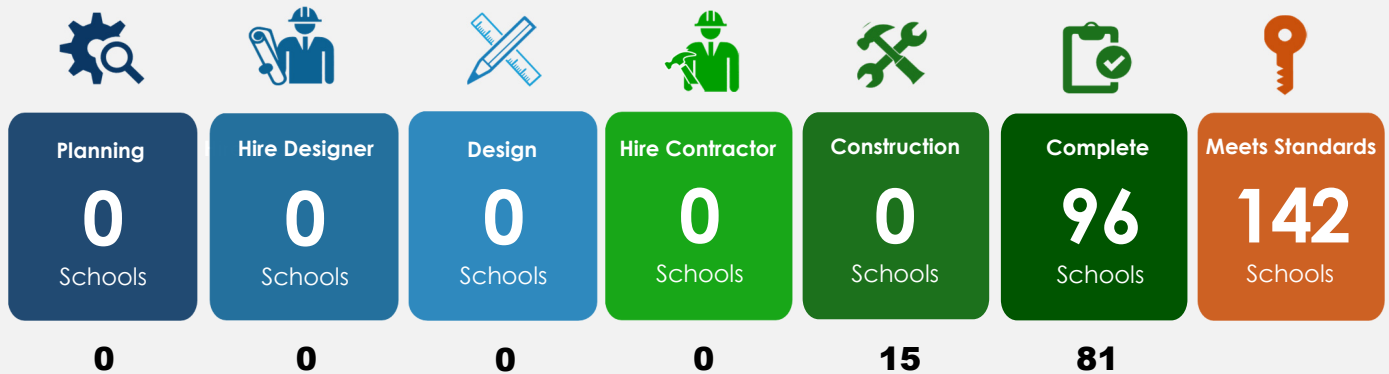 Planning
0
Schools
Hire Designer
0
Schools
Design
0
Schools
Hire Contractor
0
Schools
Construction
0
Schools
Complete
96
Schools
Meets Standards
142
Schools
0
0
0
0
15
81